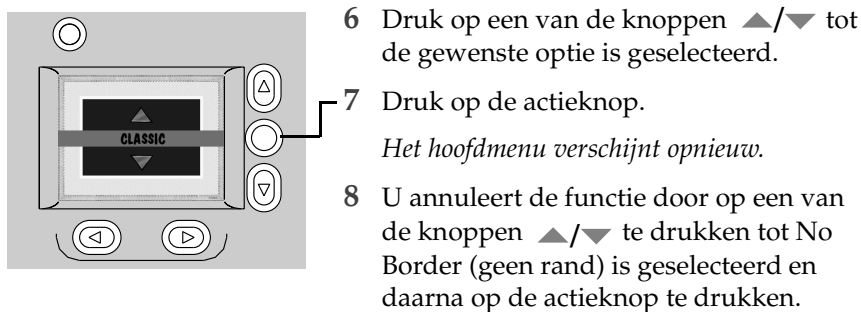 CLASSIC
6 Druk op een van de knoppen ▲/▼ tot
de gewenste optie is geselecteerd.
7 Druk op de actieknop.
Het hoofdmenu verschijnt opnieuw.
8 U annuleert de functie door op een van
de knoppen ▲/▼ te drukken tot No
Border (geen rand) is geselecteerd en
daarna op de actieknop te drukken.